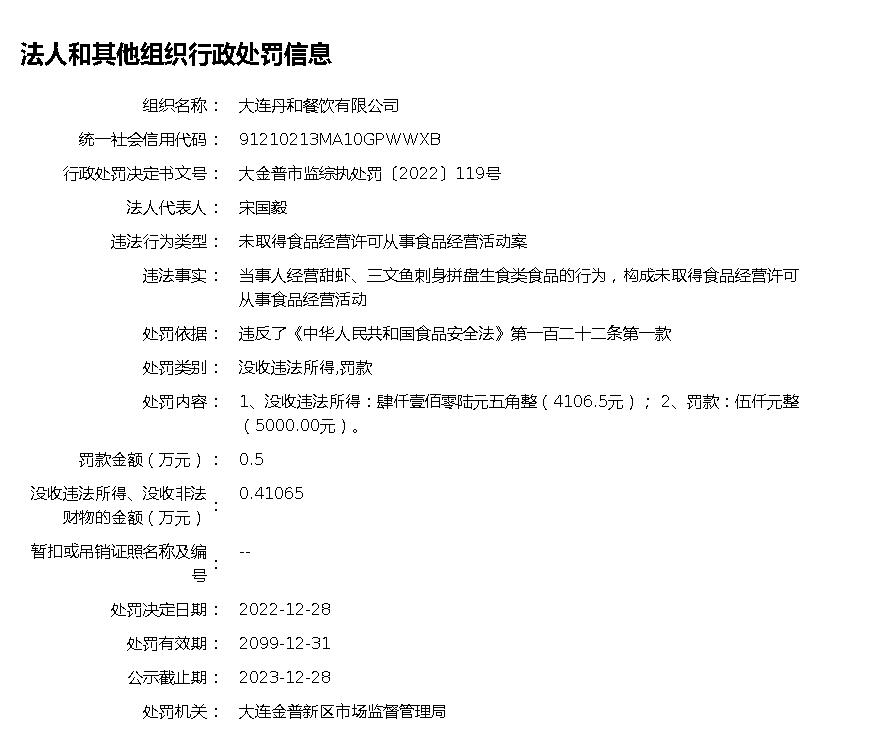 法人和其他组织行政处罚信息
组织名称： 大连丹和餐饮有限公司
统一社会信用代码： 91210213MA10GPWWXB
行政处罚决定书文号： 大金普市监综执处罚〔2022〕119号
法人代表人： 宋国毅
违法行为类型： 未取得食品经营许可从事食品经营活动案
违法事实： 当事人经营甜虾、三文鱼刺身拼盘生食类食品的行为，构成未取得食品经营许可
从事食品经营活动
处罚依据： 违反了《中华人民共和国食品安全法》第一百二十二条第一款
处罚类别： 没收违法所得,罚款
处罚内容： 1、没收违法所得：肆仟壹佰零陆元五角整（4106.5元）； 2、罚款：伍仟元整
（5000.00元）。
罚款金额（万元）： 0.5
没收违法所得、没收非法
财物的金额（万元）： 0.41065
暂扣或吊销证照名称及编
号： --
处罚决定日期： 2022-12-28
处罚有效期： 2099-12-31
公示截止期： 2023-12-28
处罚机关： 大连金普新区市场监督管理局